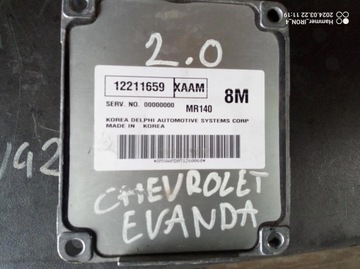 2024.03.22 11:19
Hamer_IRON_4
2.0
12211659 XAAM
8M
SERV. NO. 00000000 MR140
KOREA DELPHI AUTOMOTIVE SYSTEMS CORP
MADE IN KOREA
CHEVROLET
EVANDA